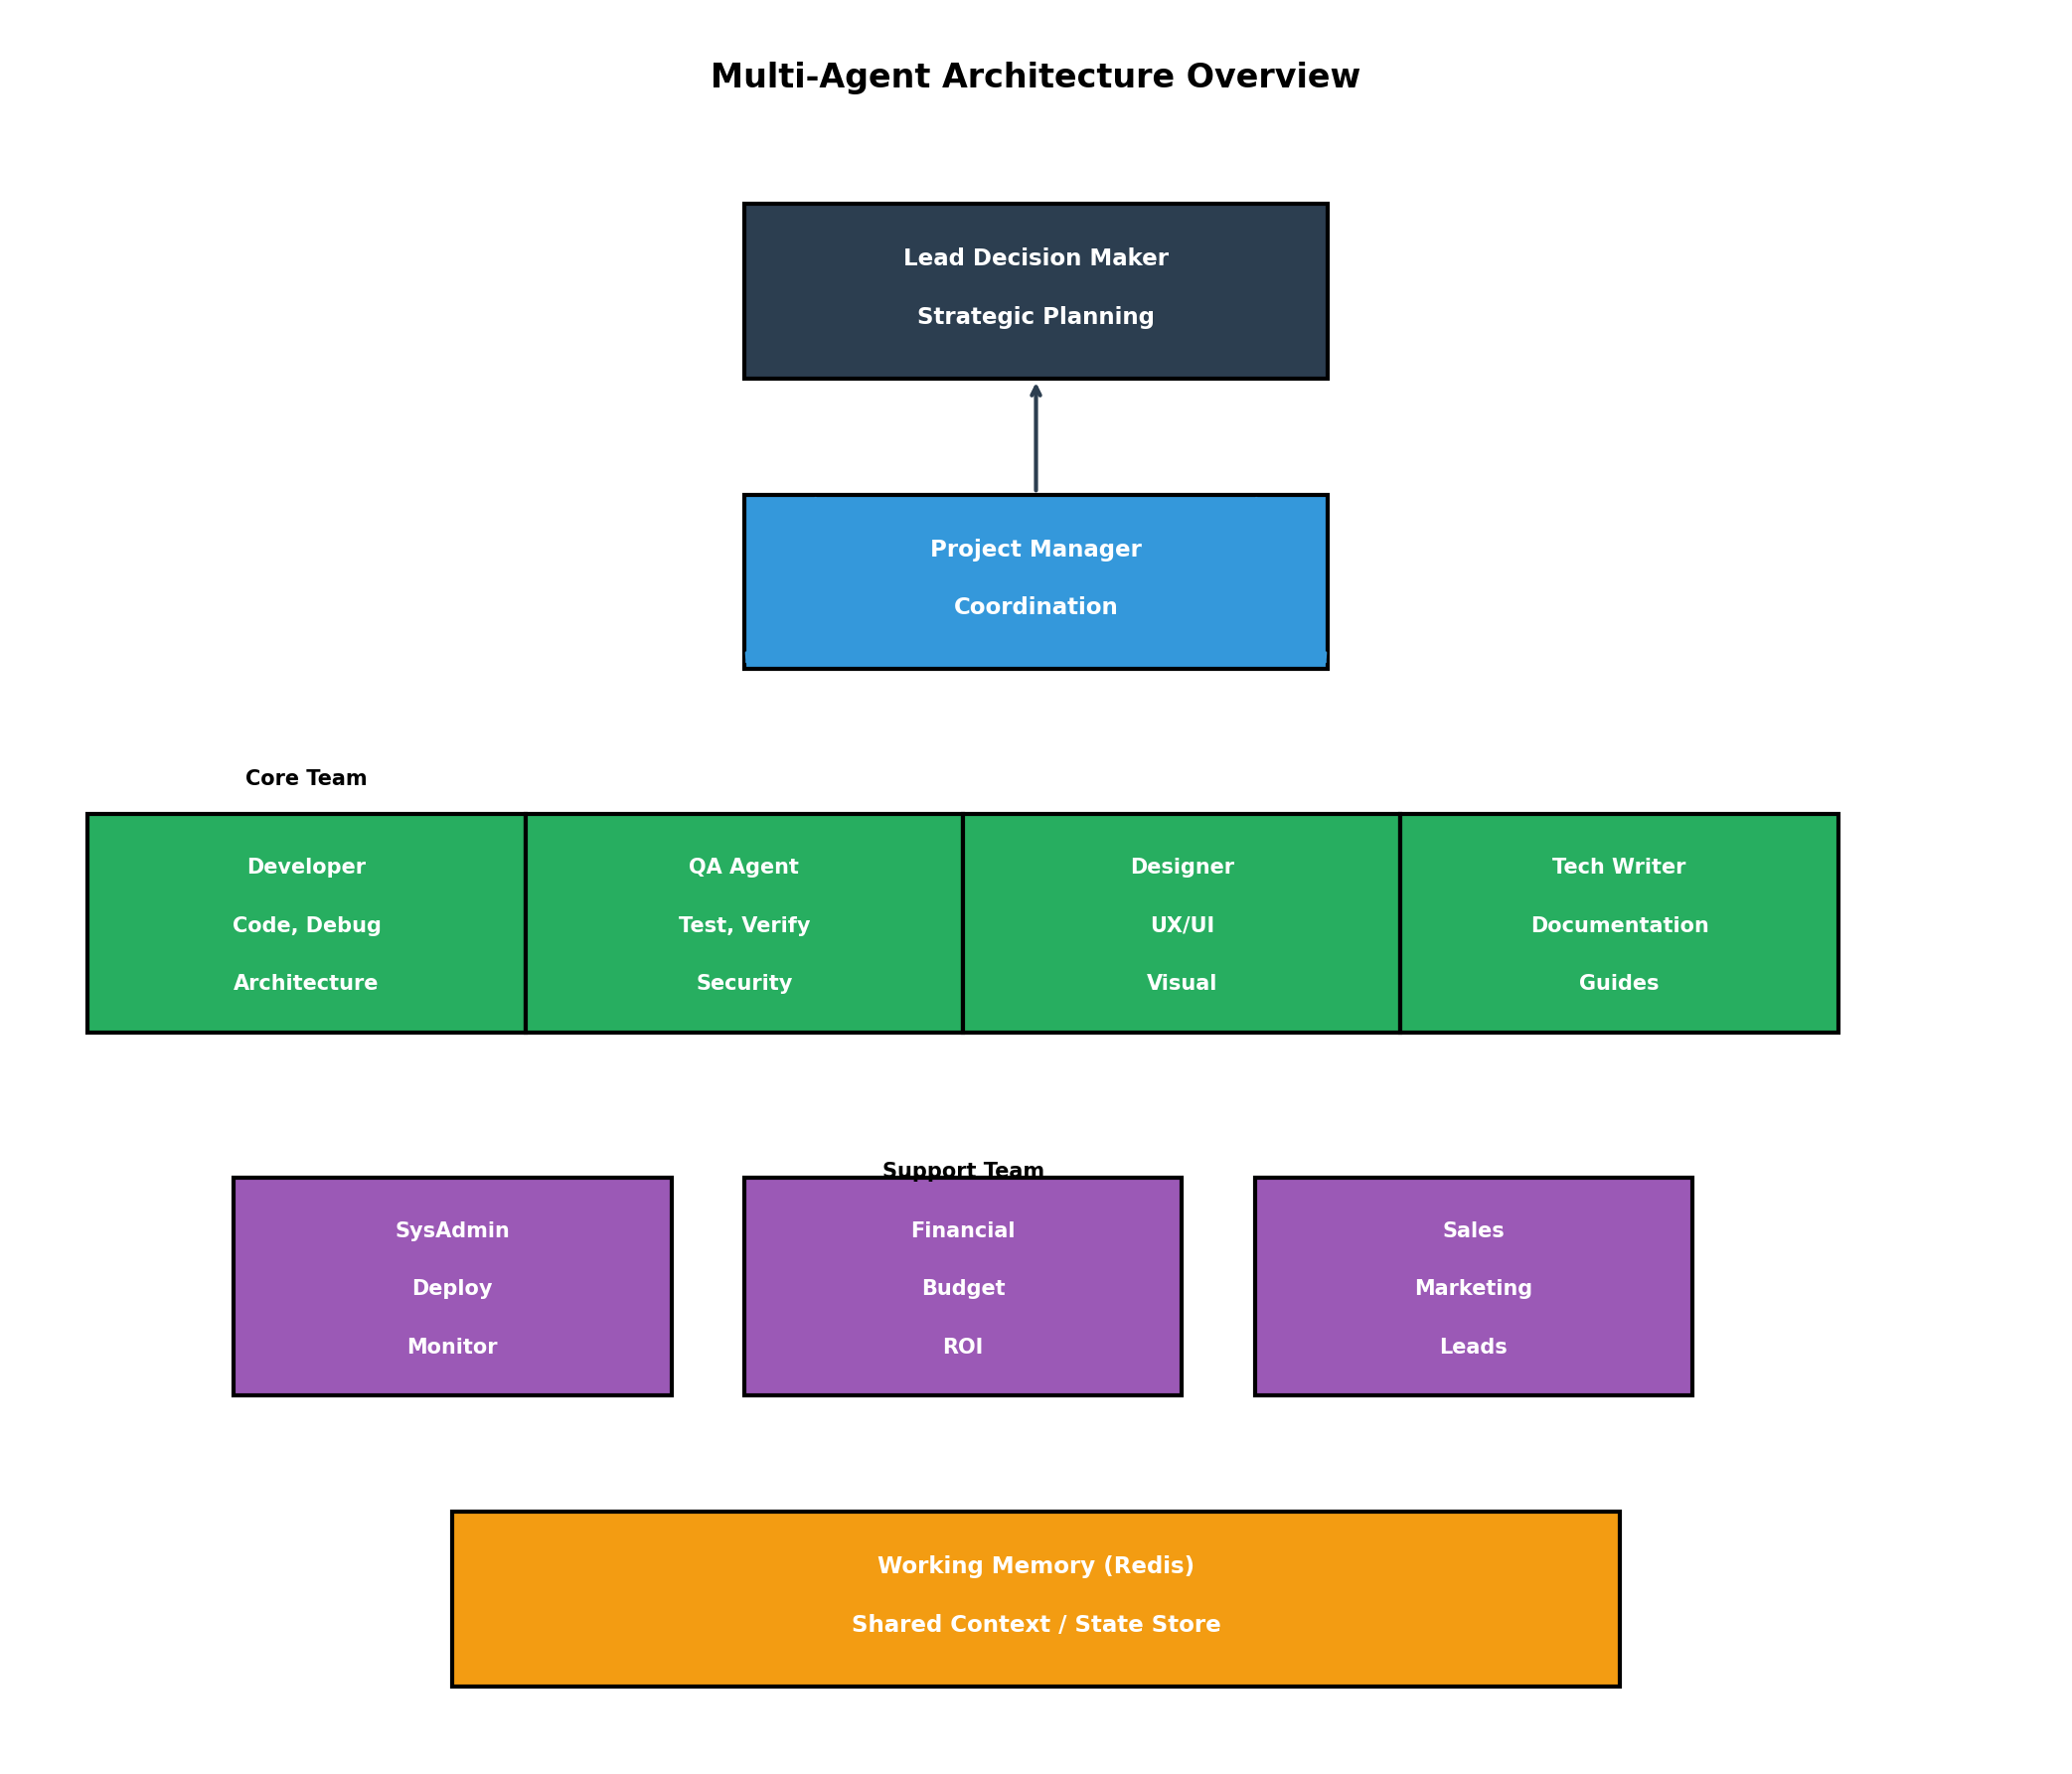 Multi-Agent Architecture Overview
Lead Decision Maker
Strategic Planning
Project Manager
Coordination
Core Team
Developer
Code, Debug
Architecture
QA Agent
Test, Verify
Security
Designer
UX/UI
Visual
Tech Writer
Documentation
Guides
Support Team
SysAdmin
Deploy
Monitor
Financial
Budget
ROI
Sales
Marketing
Leads
Working Memory (Redis)
Shared Context / State Store